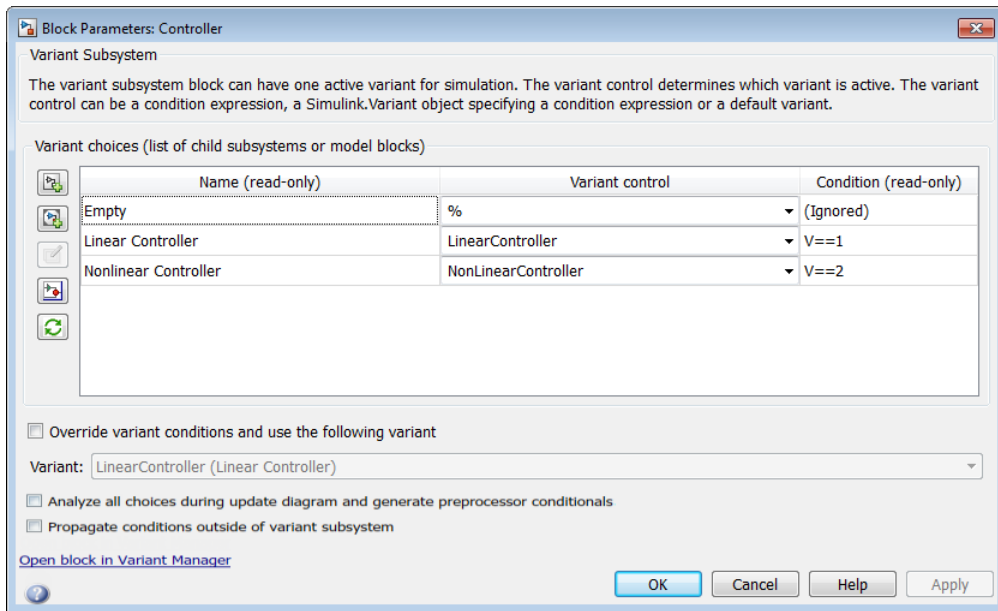 Block Parameters: Controller
Variant Subsystem
The variant subsystem block can have one active variant for simulation. The variant control determines which variant is active. The variant
control can be a condition expression, a Simulink.Variant object specifying a condition expression or a default variant.
Variant choices (list of child subsystems or model blocks)
Name (read-only) Variant control Condition (read-only)
Empty % (Ignored)
Linear Controller LinearController V==1
Nonlinear Controller NonLinearController V==2
Override variant conditions and use the following variant
Variant: LinearController (Linear Controller)
Analyze all choices during update diagram and generate preprocessor conditionals
Propagate conditions outside of variant subsystem
Open block in Variant Manager
? OK Cancel Help Apply